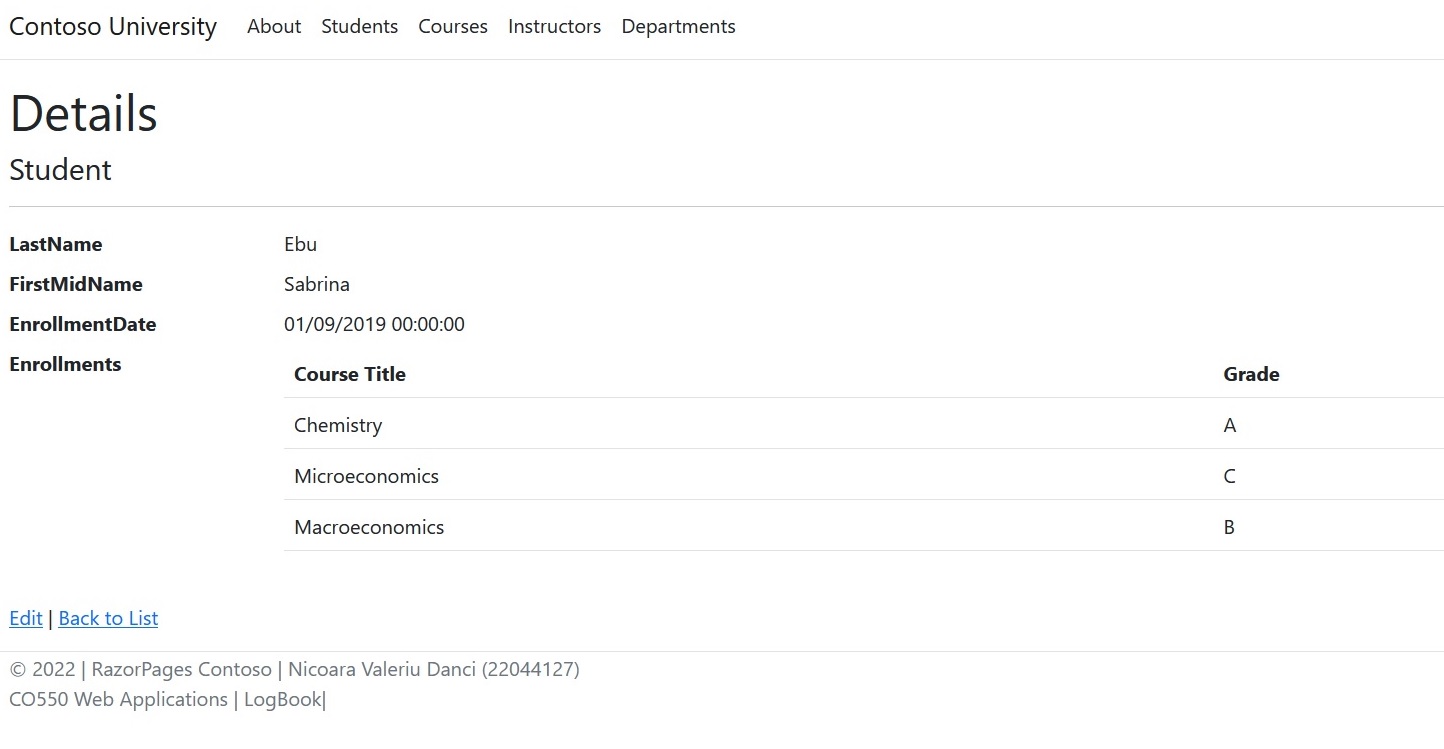 Contoso University About Students Courses Instructors Departments
Details
Student
LastName Ebu
FirstMidName Sabrina
EnrollmentDate 01/09/2019 00:00:00
Enrollments
Course Title Grade
Chemistry A
Microeconomics C
Macroeconomics B
Edit | Back to List
© 2022 | RazorPages Contoso | Nicoara Valeriu Danci (22044127)
CO550 Web Applications | LogBook|